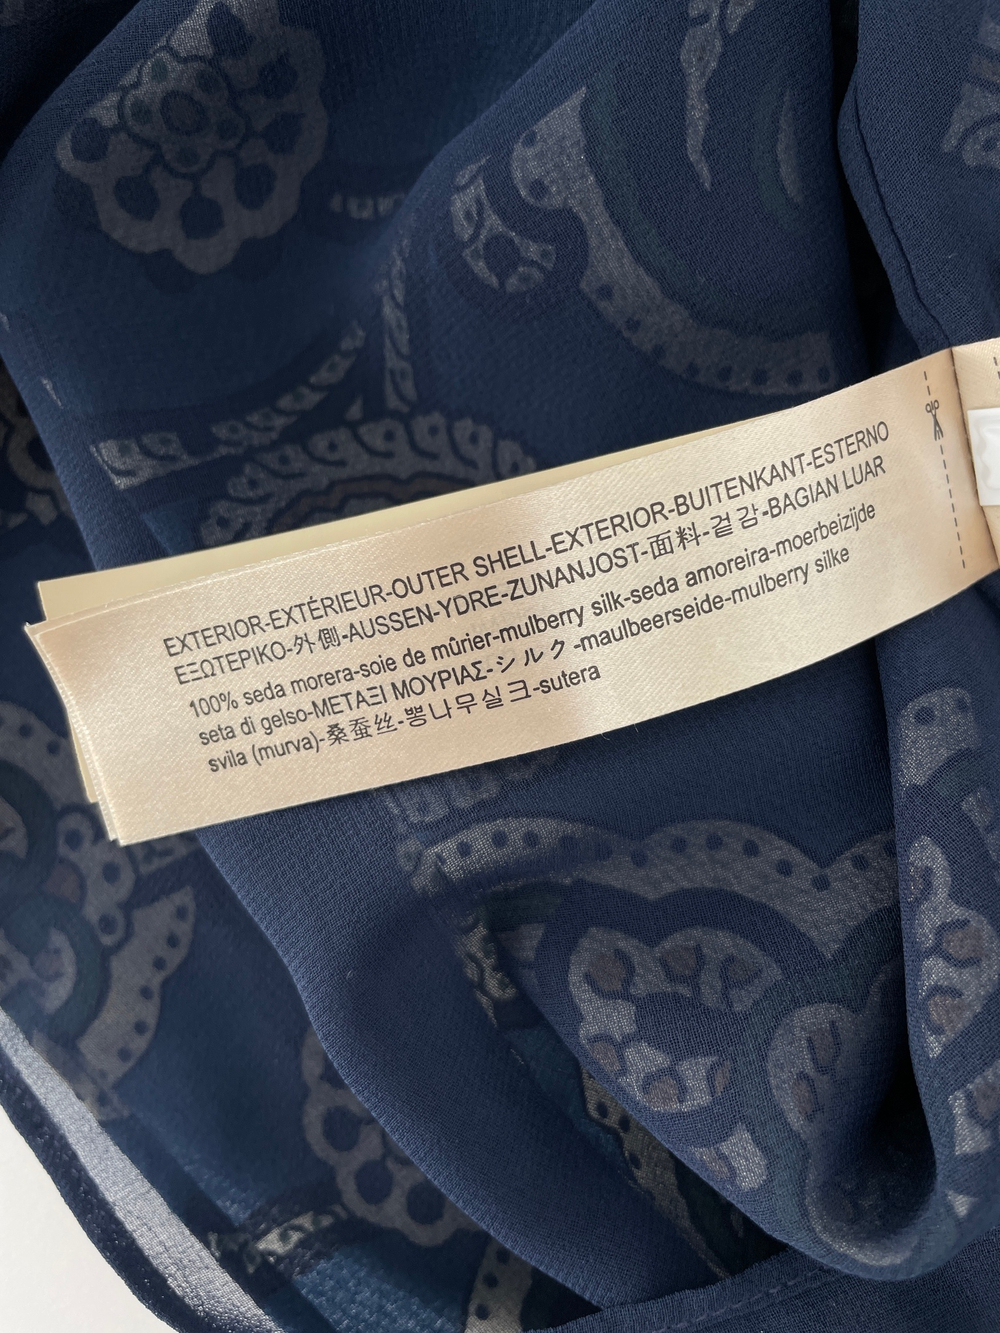 EXTERIOR-EXTÉRIEUR-OUTER SHELL-EXTERIOR-BUITENKANT-ESTERNO
ΕΞΩΤΕΡΙΚΟ-外側-AUSSEN-YDRE-ZUNANJOST-面料-겉감-BAGIAN LUAR
100% seda morera-soie de mûrier-mulberry silk-seda amoreira-moerbeizijde
seta di gelso-ΜΕΤΑΞΙ ΜΟΥΡΙΑΣ-シルク-maulbeerseide-mulberry silke
svila (murva)-桑蚕丝-뽕나무실크-sutera